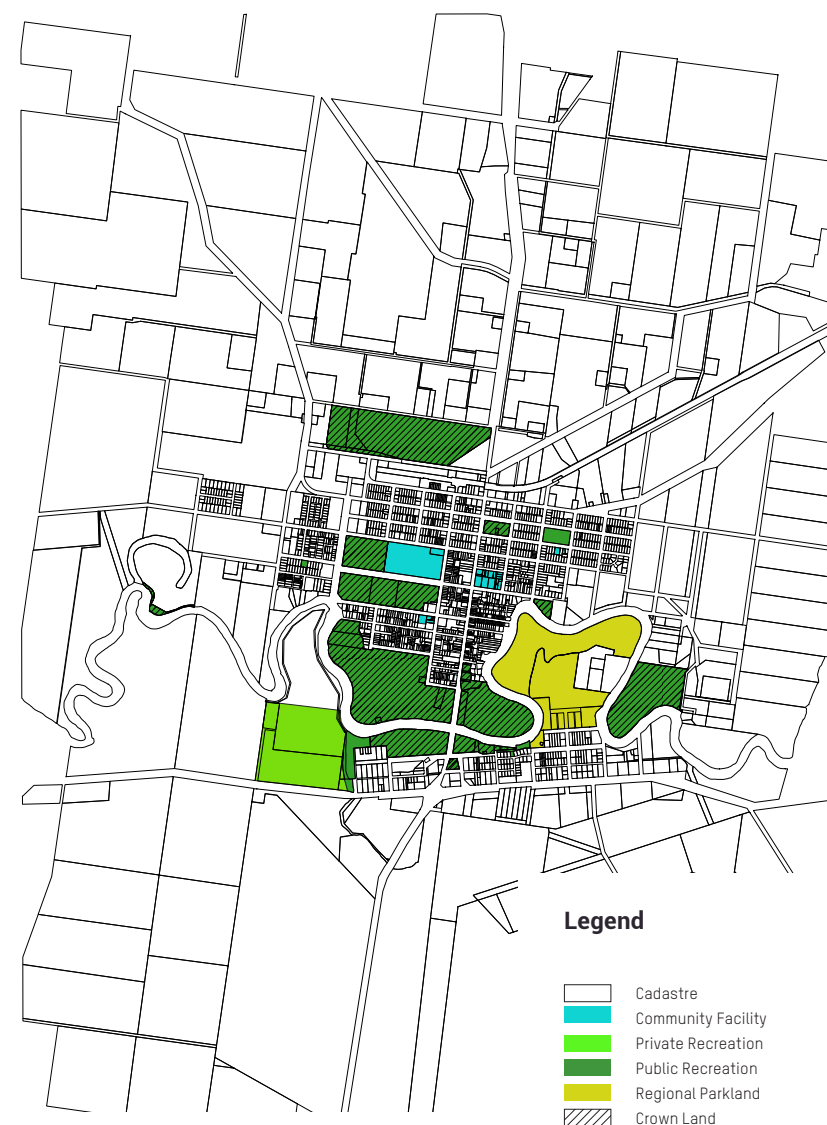 Legend
Cadastre
Community Facility
Private Recreation
Public Recreation
Regional Parkland
Crown Land